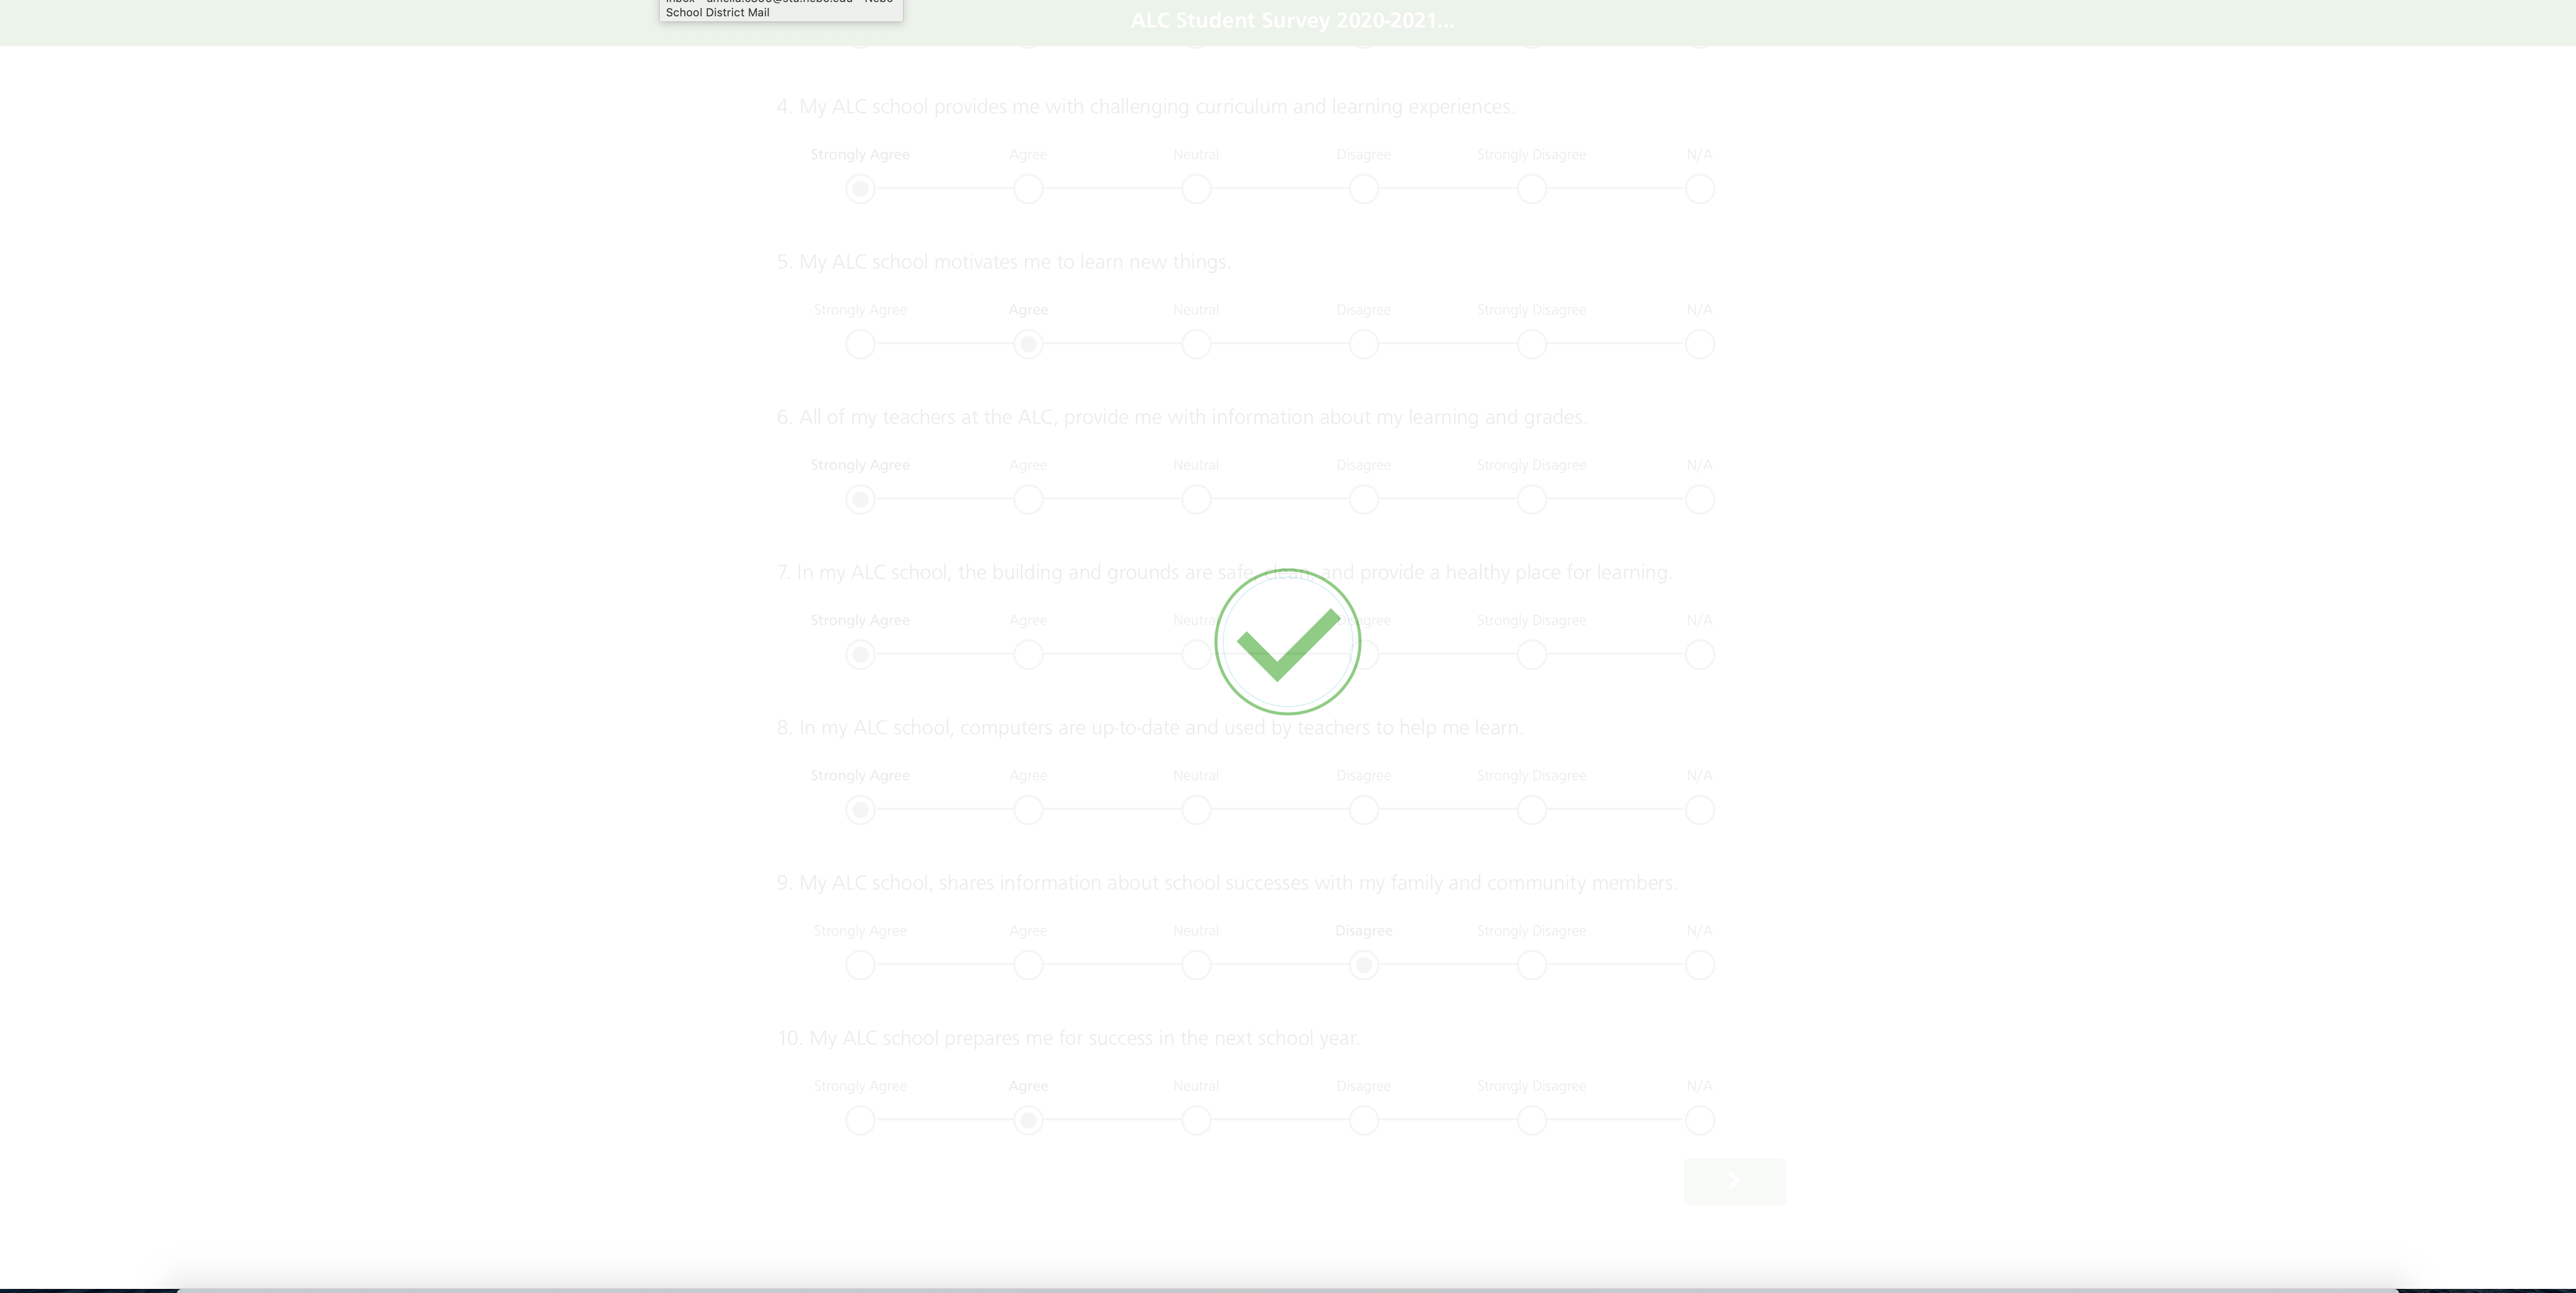 School District Mail
ALC Student Survey 2020-2021...
4. My ALC school provides me with challenging curriculum and learning experiences.
Strongly Agree Agree Neutral Disagree Strongly Disagree N/A
5. My ALC school motivates me to learn new things.
Strongly Agree Agree Neutral Disagree Strongly Disagree N/A
6. All of my teachers at the ALC, provide me with information about my learning and grades.
Strongly Agree Agree Neutral Disagree Strongly Disagree N/A
7. In my ALC school, the building and grounds are safe, clean, and provide a healthy place for learning.
Strongly Agree Agree Neutral Disagree Strongly Disagree N/A
8. In my ALC school, computers are up-to-date and used by teachers to help me learn.
Strongly Agree Agree Neutral Disagree Strongly Disagree N/A
9. My ALC school, shares information about school successes with my family and community members.
Strongly Agree Agree Neutral Disagree Strongly Disagree N/A
10. My ALC school prepares me for success in the next school year.
Strongly Agree Agree Neutral Disagree Strongly Disagree N/A